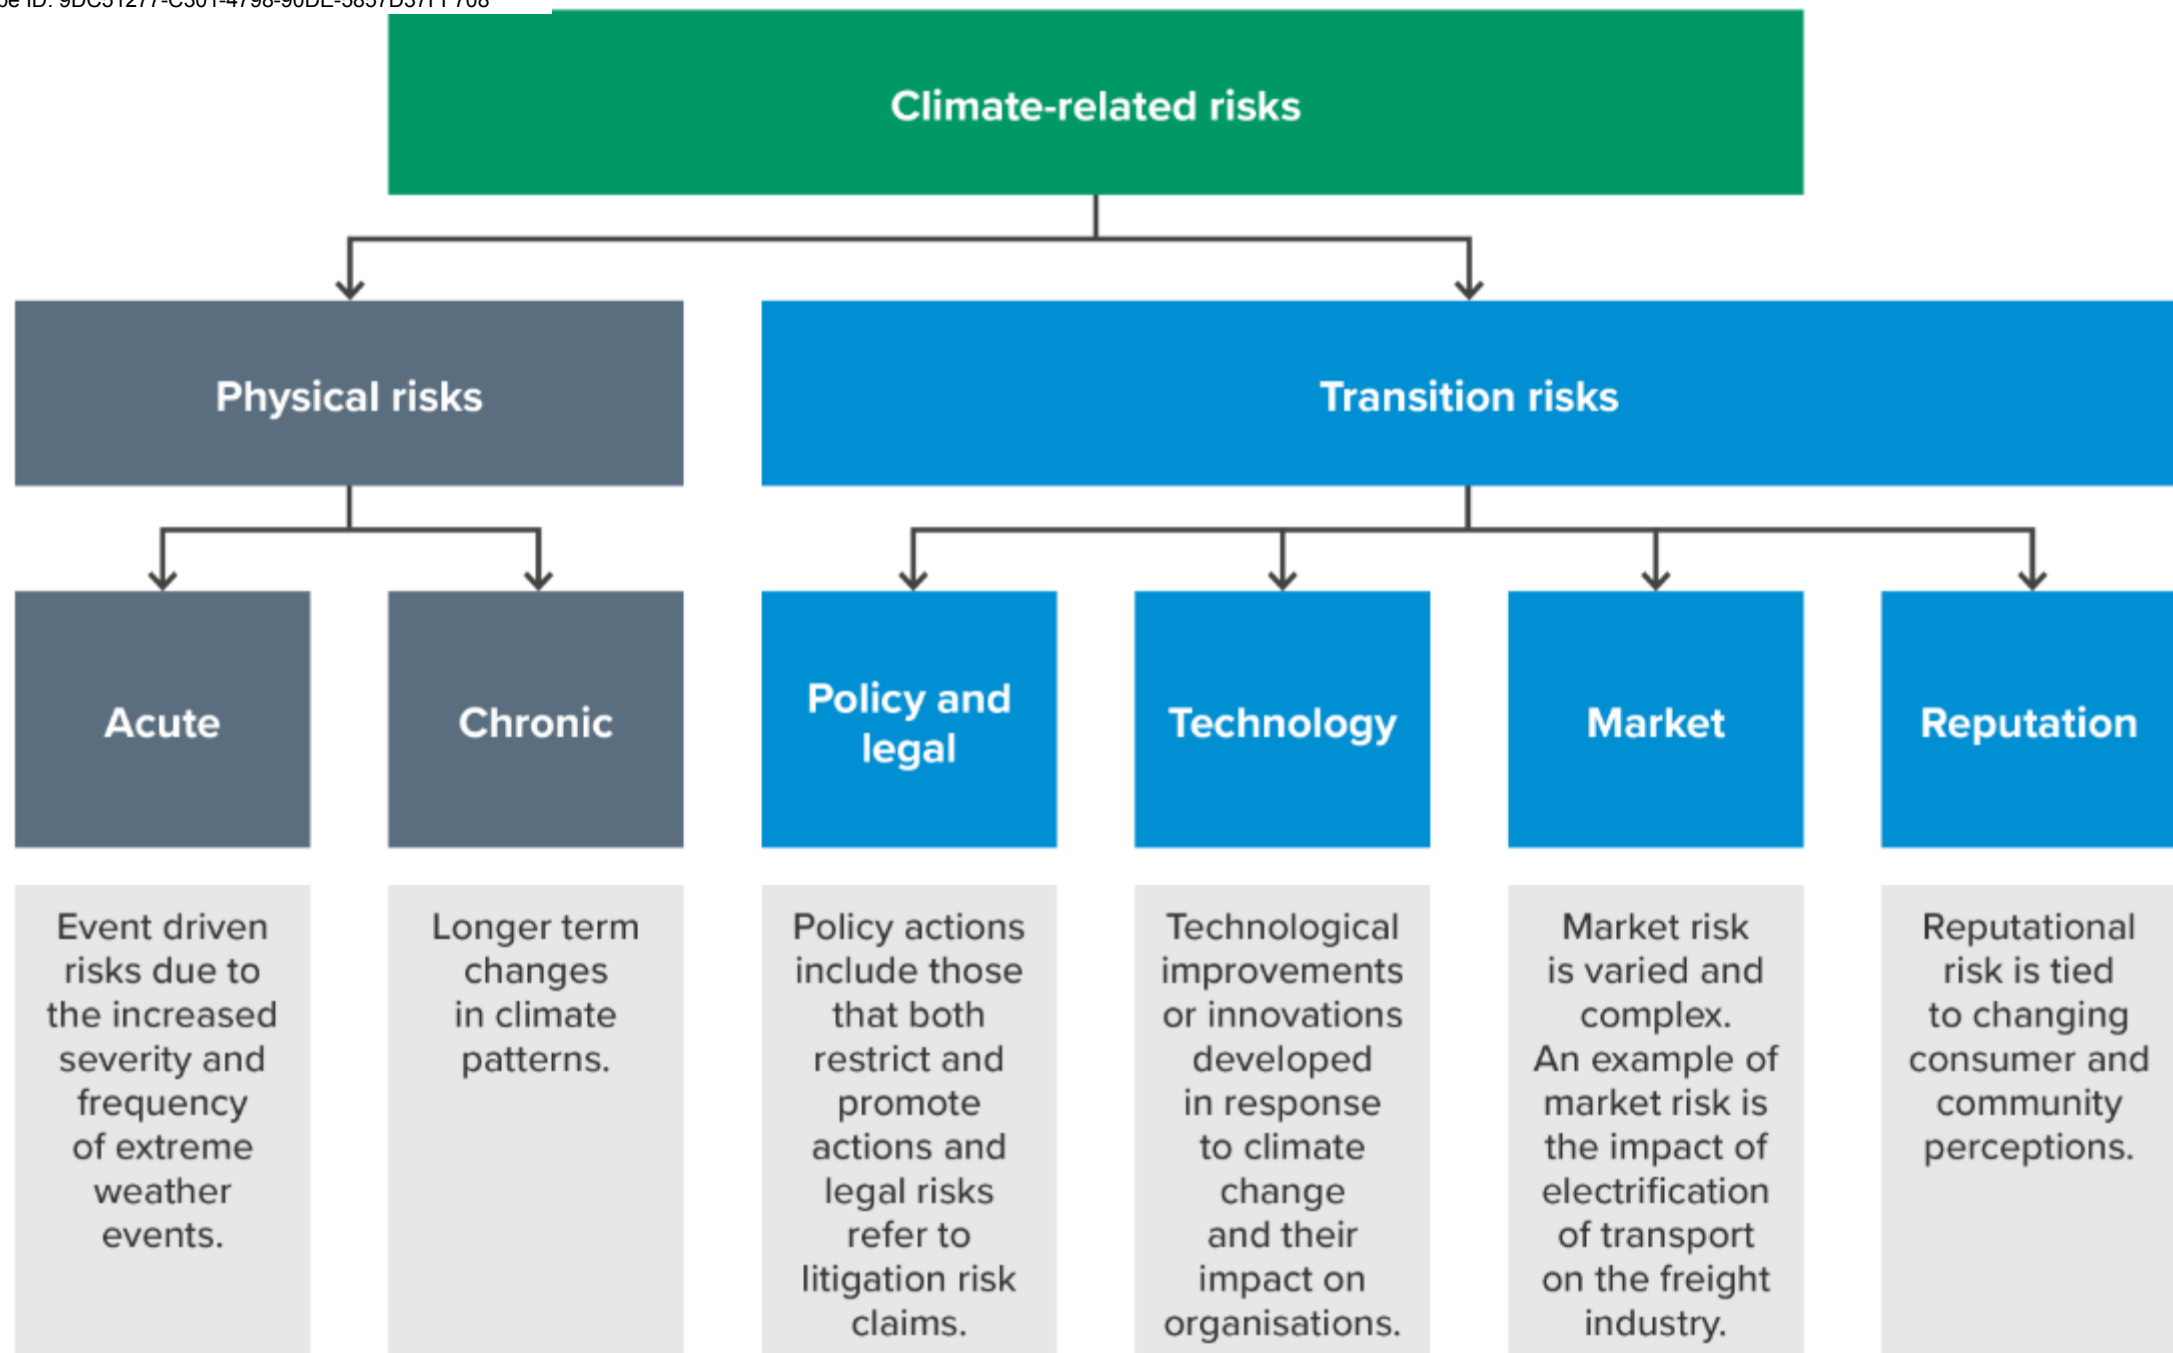 Climate-related risks
Physical risks
Transition risks
Acute
Chronic
Policy and
legal
Technology
Market
Reputation
Event driven
risks due to
the increased
severity and
frequency
of extreme
weather
events.
Longer term
changes
in climate
patterns.
Policy actions
include those
that both
restrict and
promote
actions and
legal risks
refer to
litigation risk
claims.
Technological
improvements
or innovations
developed
in response
to climate
change
and their
impact on
organisations.
Market risk
is varied and
complex.
An example of
market risk is
the impact of
electrification
of transport
on the freight
industry.
Reputational
risk is tied
to changing
consumer and
community
perceptions.